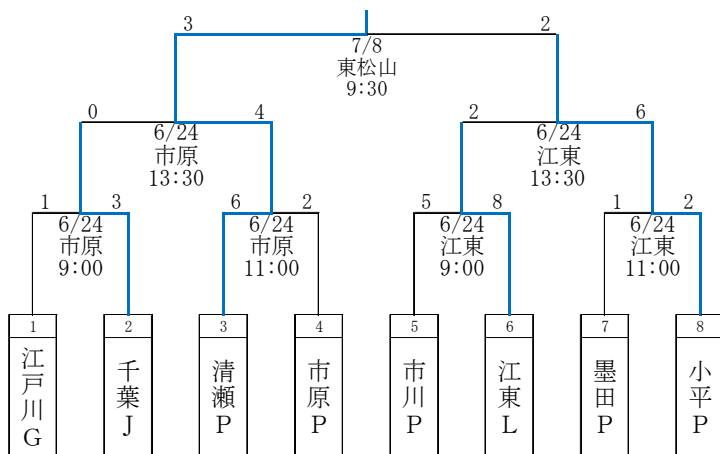 3 2
7/8
東松山
9:30
0 4 2 6
6/24 6/24
市原 江東
13:30 13:30
1 3 6 2 5 8 1 2
6/24 6/24 6/24 6/24
市原 市原 江東 江東
9:00 11:00 9:00 11:00
1 2 3 4 5 6 7 8
江戸川G
千葉J
清瀬P
市原P
市川P
江東L
墨田P
小平P